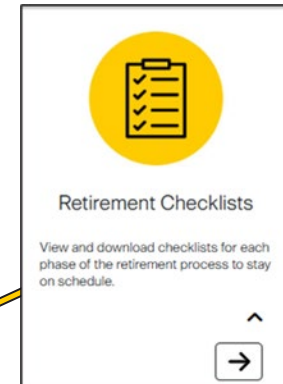 Retirement Checklists
View and download checklists for each
phase of the retirement process to stay
on schedule.